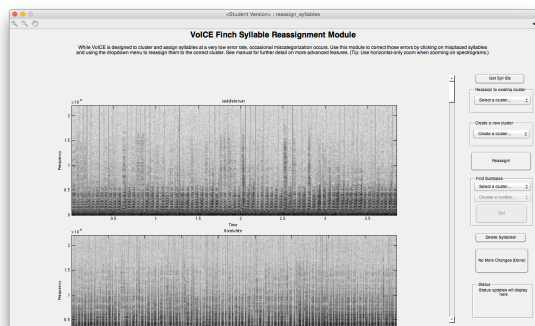 <Student Version> : reassign_syllables
VoICE Finch Syllable Reassignment Module
While VoICE is designed to cluster and assign syllables at a very low error rate, occasional miscategorization occurs. Use this module to correct those errors by clicking on misplaced syllables
and using the dropdown menu to reassign them to the correct cluster. See manual for further detail on more advanced features. (Tip: Use horizontal-only zoom when zooming on spectrograms.)
Get Syll IDs
Reassign to existing cluster
Select a cluster...
Create a new cluster
Create a cluster...
Reassign!
Find Subtypes
Select a cluster...
Choose a number...
Go!
Delete Syllables!
No More Changes (Done)
Status
Status updates will display
here
x 10^4
2
1.5
1
0.5
0
Frequency
0.5
1
1.5
2
2.5
3
3.5
Time
x 10^4
2
1.5
1
0.5
Frequency